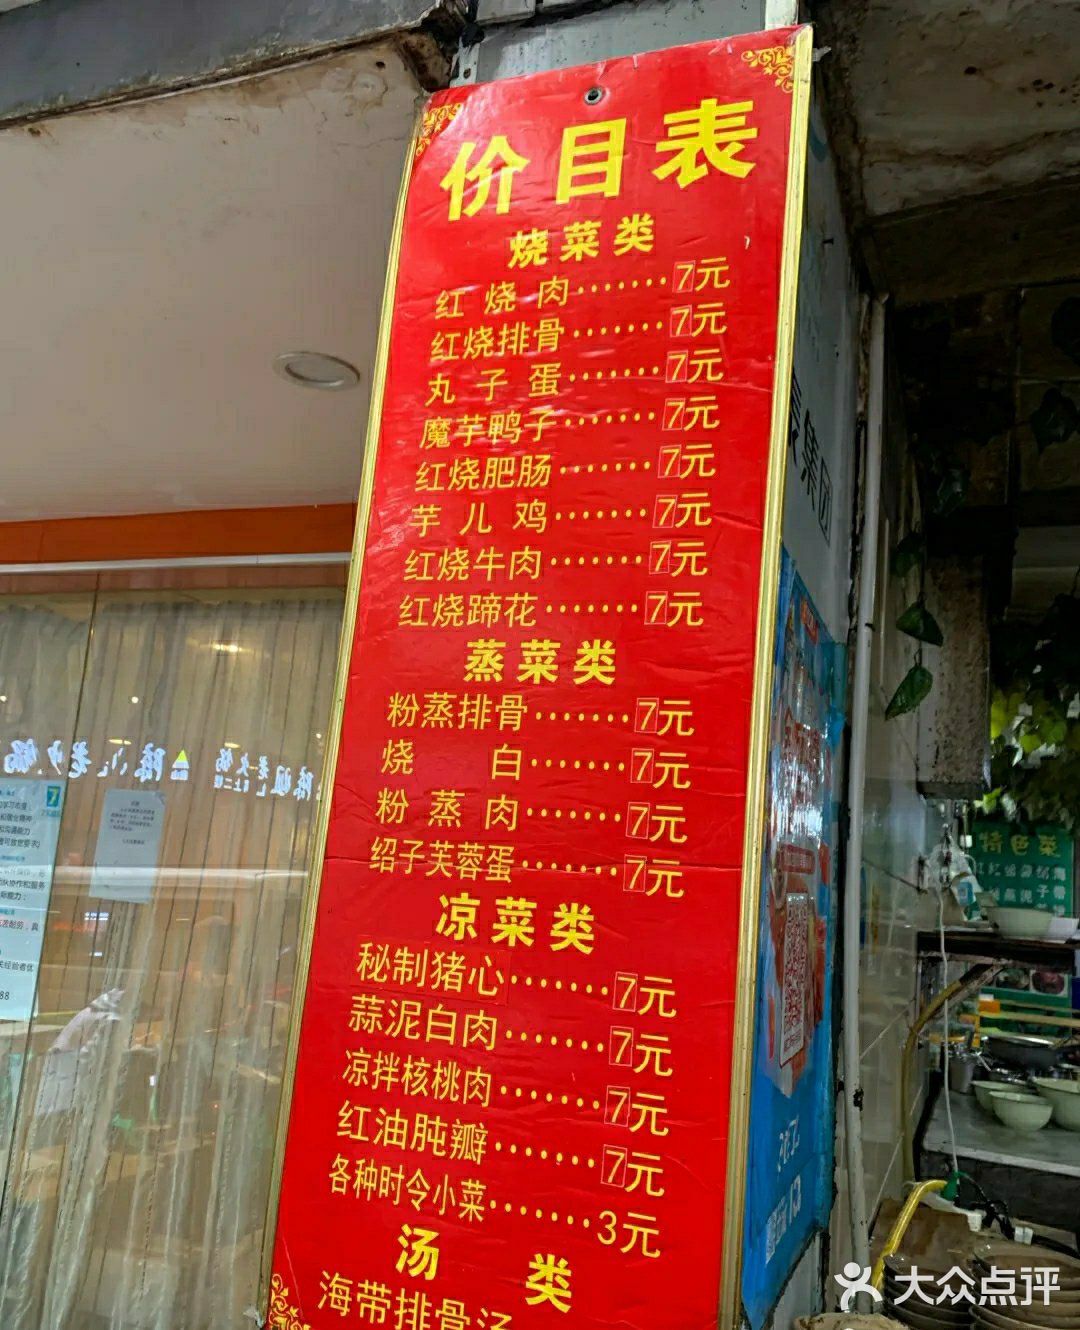 价目表
烧菜类
红烧肉·······7元
红烧排骨·······7元
丸子蛋·······7元
魔芋鸭子·······7元
红烧肥肠·······7元
芋儿鸡·······7元
红烧牛肉·······7元
红烧蹄花·······7元
蒸菜类
粉蒸排骨·······7元
烧白·······7元
粉蒸肉·······7元
绍子芙蓉蛋·······7元
凉菜类
秘制猪心·······7元
蒜泥白肉·······7元
凉拌核桃肉·······7元
红油肫瓣·······7元
各种时令小菜·······3元
汤类
海带排骨汤
集团
特色菜
大众点评